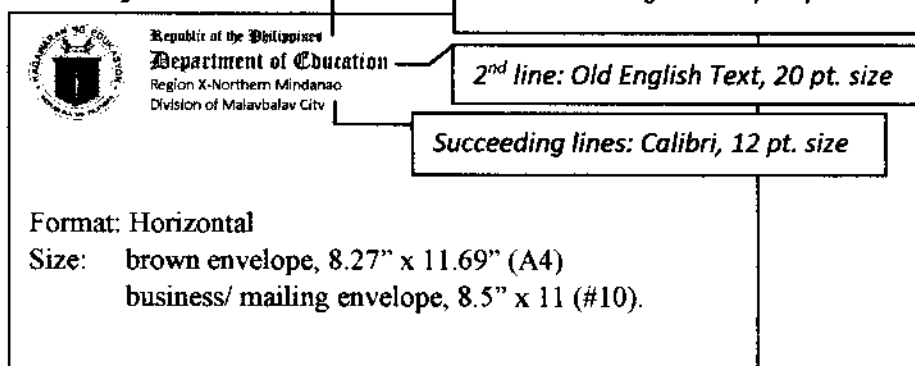 Republic of the Philippines
Department of Education
Region X-Northern Mindanao
Division of Malaybalay City
2nd line: Old English Text, 20 pt. size
Succeeding lines: Calibri, 12 pt. size
Format: Horizontal
Size: brown envelope, 8.27” x 11.69” (A4)
business/ mailing envelope, 8.5” x 11 (#10).